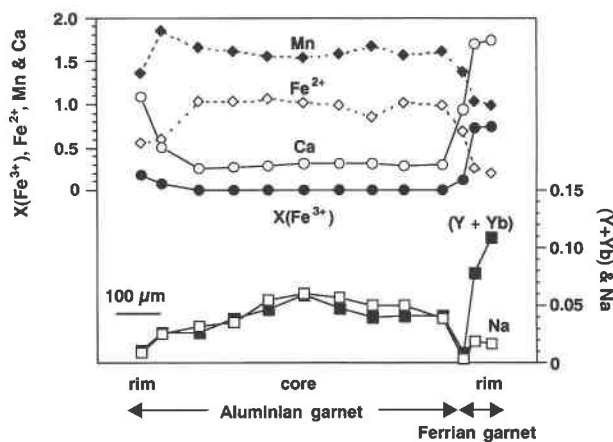 X(Fe³⁺), Fe²⁺, Mn & Ca
2.0
1.5
1.0
0.5
0
Mn
Fe²⁺
Ca
X(Fe³⁺)
(Y + Yb)
Na
100 µm
0.15
0.10
0.05
0
(Y+Yb) & Na
rim
core
rim
Aluminian garnet
Ferrian garnet